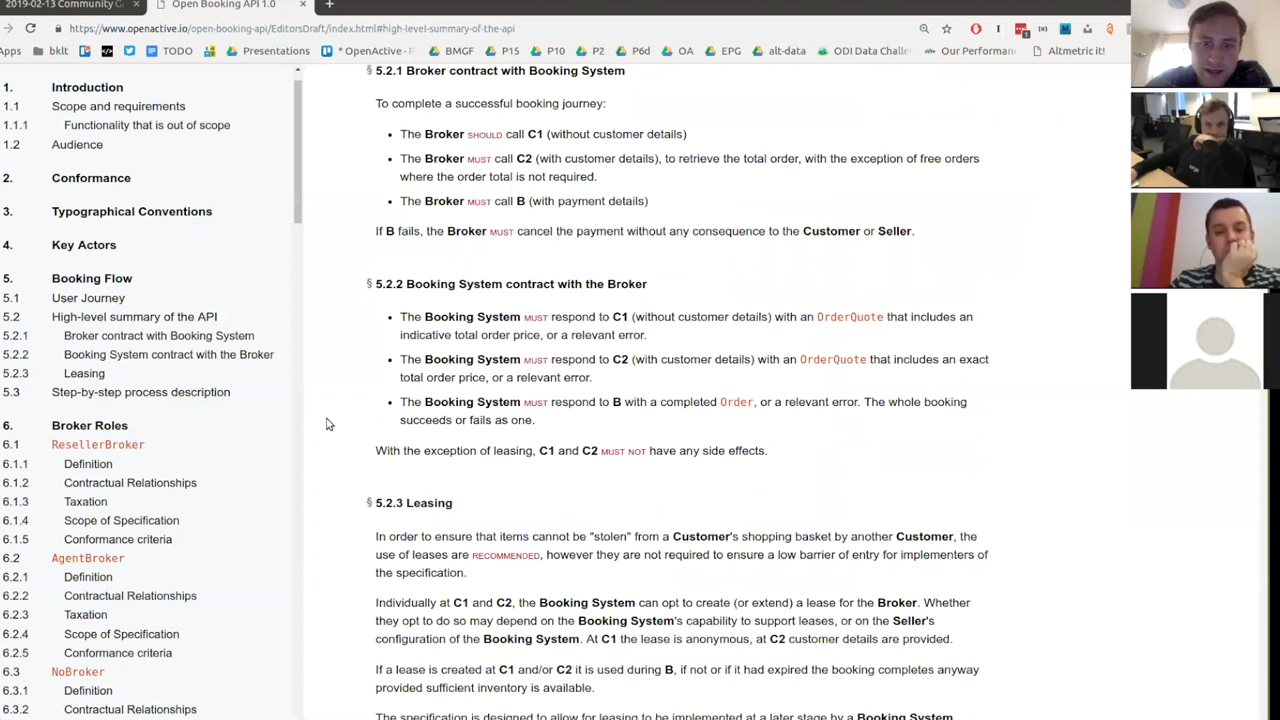 2019-02-13 Community G
Open Booking API 1.0
https://www.openactive.io/open-booking-api/EditorsDraft/index.html#high-level-summary-of-the-api
Apps bklt TODO Presentations * OpenActive - BMGF P15 P10 P2 P6d OA EPG alt-data ODI Data Challe Our Performan Altmetric it!
1. Introduction
1.1 Scope and requirements
1.1.1 Functionality that is out of scope
1.2 Audience
2. Conformance
3. Typographical Conventions
4. Key Actors
5. Booking Flow
5.1 User Journey
5.2 High-level summary of the API
5.2.1 Broker contract with Booking System
5.2.2 Booking System contract with the Broker
5.2.3 Leasing
5.3 Step-by-step process description
6. Broker Roles
6.1 ResellerBroker
6.1.1 Definition
6.1.2 Contractual Relationships
6.1.3 Taxation
6.1.4 Scope of Specification
6.1.5 Conformance criteria
6.2 AgentBroker
6.2.1 Definition
6.2.2 Contractual Relationships
6.2.3 Taxation
6.2.4 Scope of Specification
6.2.5 Conformance criteria
6.3 NoBroker
6.3.1 Definition
6.3.2 Contractual Relationships
§ 5.2.1 Broker contract with Booking System
To complete a successful booking journey:
• The Broker SHOULD call C1 (without customer details)
• The Broker MUST call C2 (with customer details), to retrieve the total order, with the exception of free orders
where the order total is not required.
• The Broker MUST call B (with payment details)
If B fails, the Broker MUST cancel the payment without any consequence to the Customer or Seller.
§ 5.2.2 Booking System contract with the Broker
• The Booking System MUST respond to C1 (without customer details) with an OrderQuote that includes an
indicative total order price, or a relevant error.
• The Booking System MUST respond to C2 (with customer details) with an OrderQuote that includes an exact
total order price, or a relevant error.
• The Booking System MUST respond to B with a completed Order, or a relevant error. The whole booking
succeeds or fails as one.
With the exception of leasing, C1 and C2 MUST NOT have any side effects.
§ 5.2.3 Leasing
In order to ensure that items cannot be "stolen" from a Customer's shopping basket by another Customer, the
use of leases are RECOMMENDED, however they are not required to ensure a low barrier of entry for implementers of
the specification.
Individually at C1 and C2, the Booking System can opt to create (or extend) a lease for the Broker. Whether
they opt to do so may depend on the Booking System's capability to support leases, or on the Seller's
configuration of the Booking System. At C1 the lease is anonymous, at C2 customer details are provided.
If a lease is created at C1 and/or C2 it is used during B, if not or if it had expired the booking completes anyway
provided sufficient inventory is available.
The specification is designed to allow for leasing to be implemented at a later stage by a Booking System